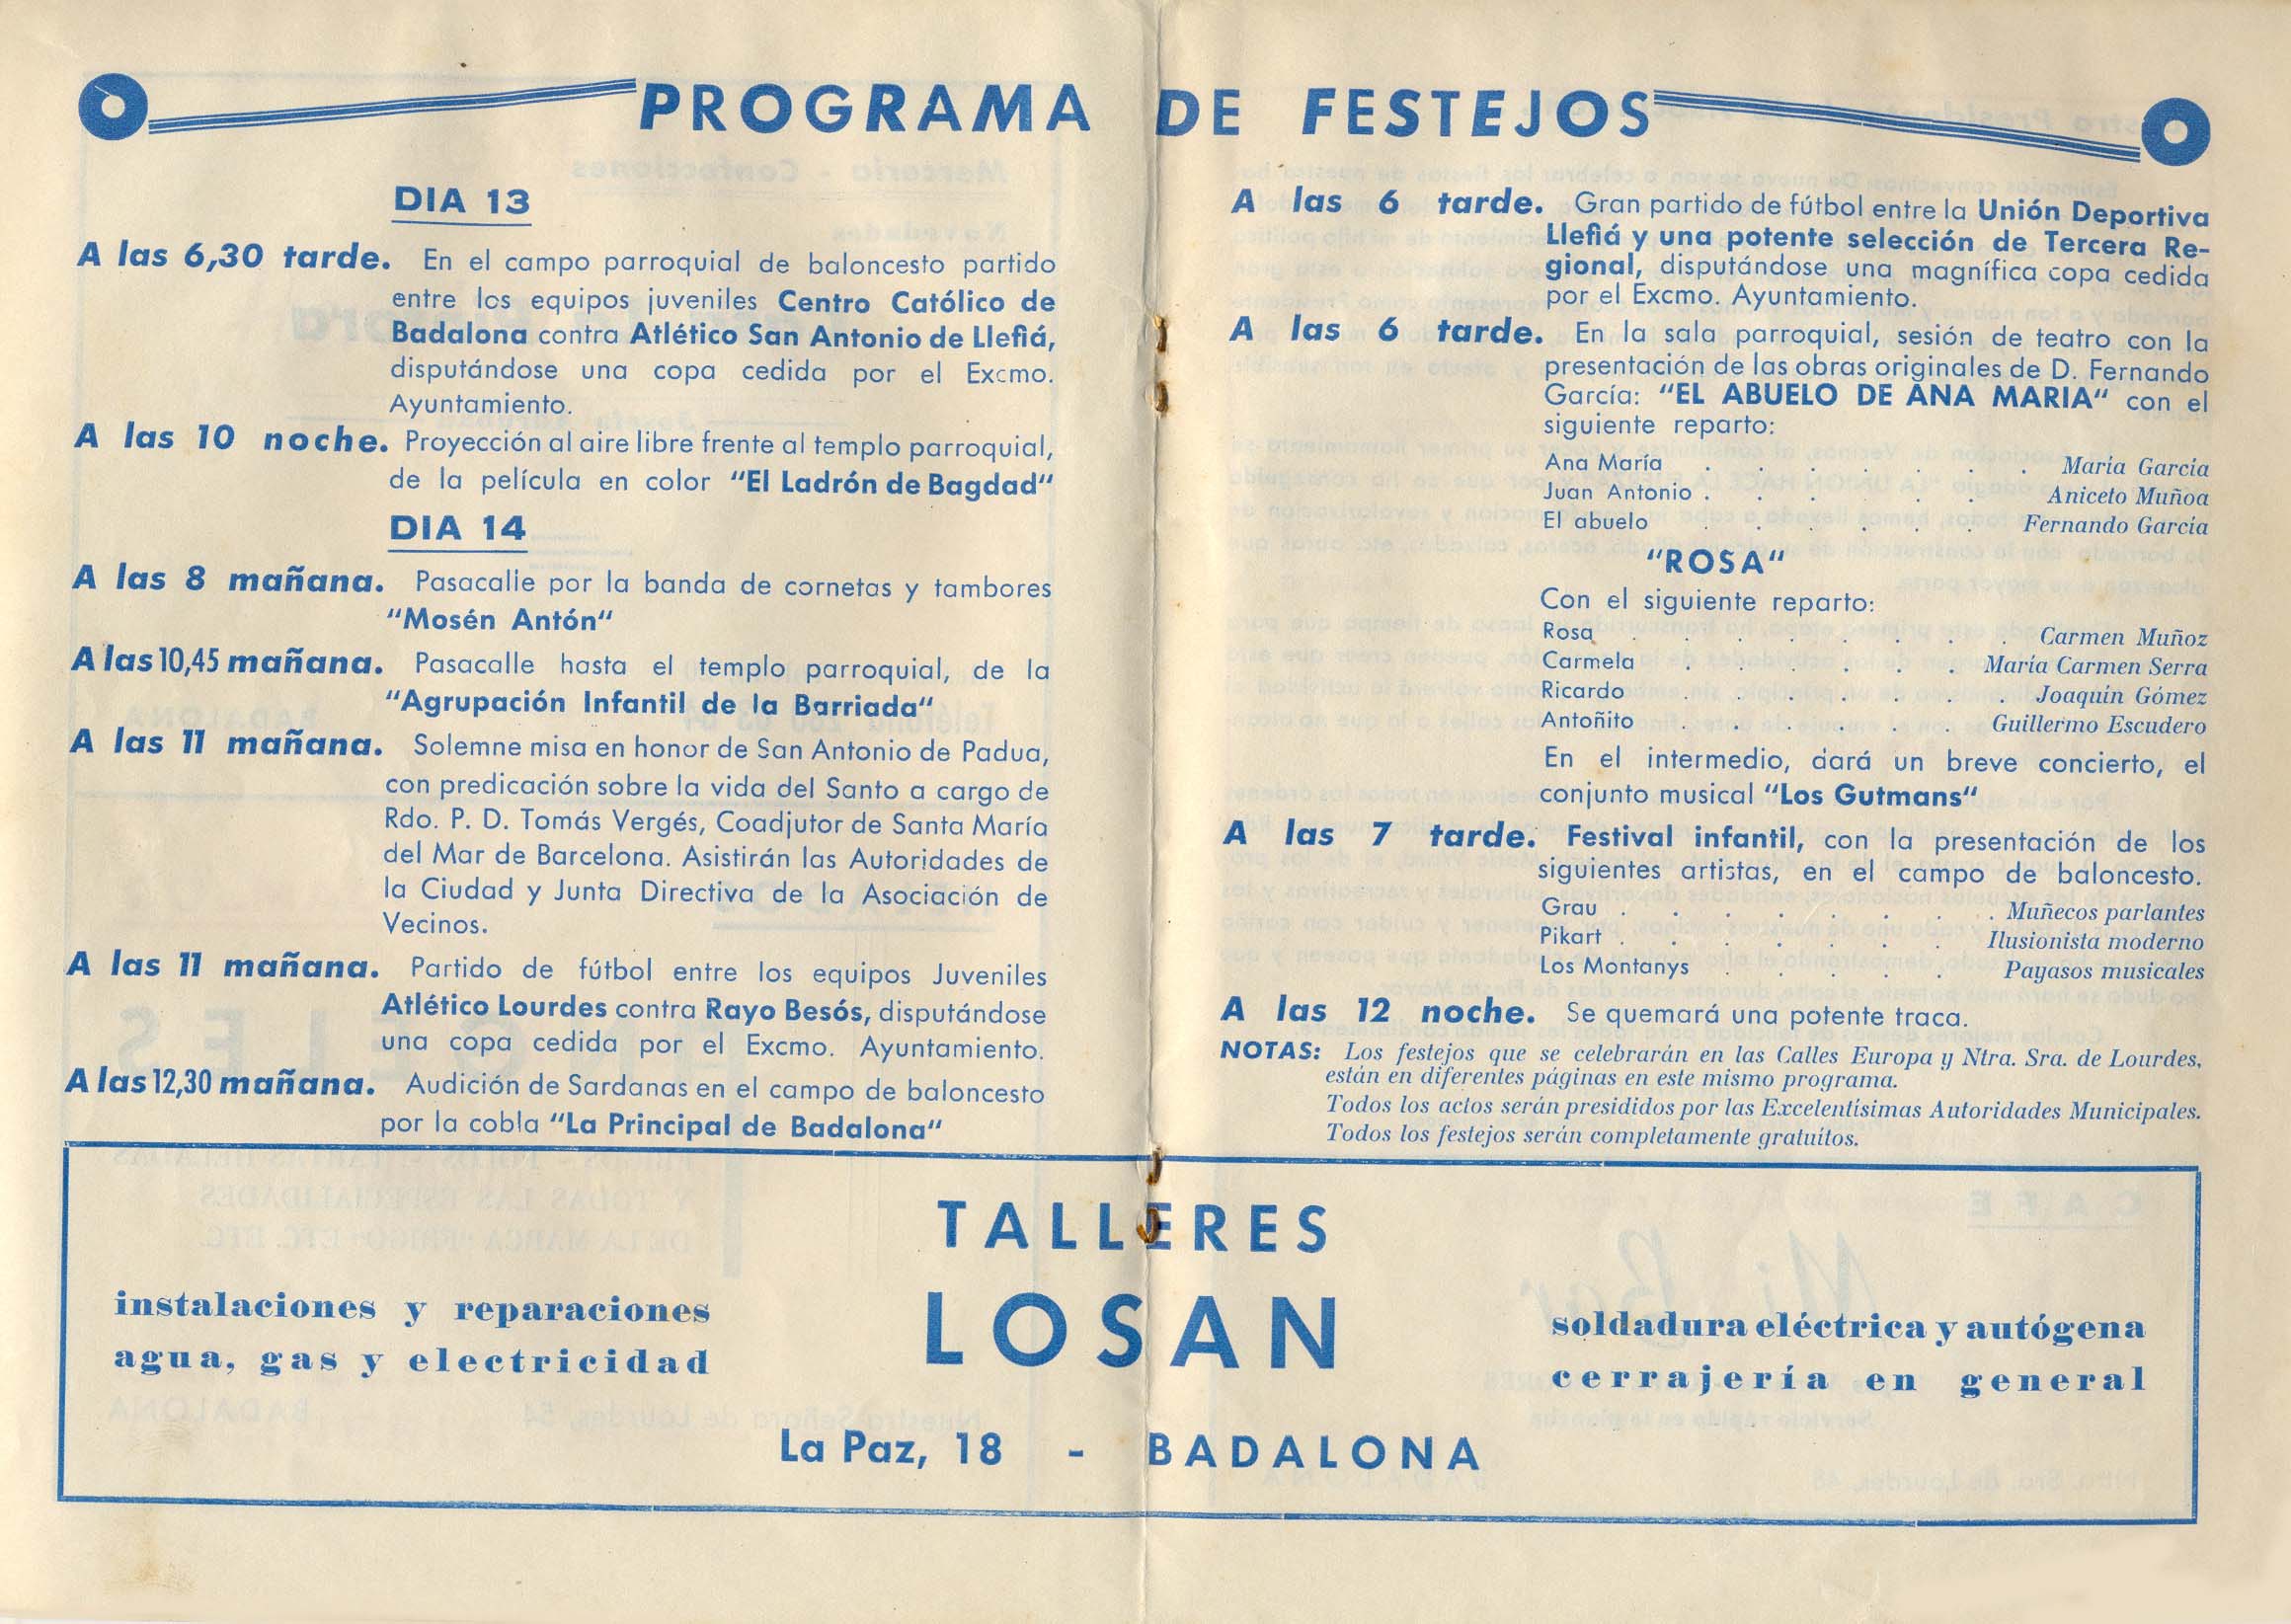 PROGRAMA DE FESTEJOS
DIA 13
A las 6,30 tarde. En el campo parroquial de baloncesto partido
entre los equipos juveniles Centro Católico de
Badalona contra Atlético San Antonio de Llefiá,
disputándose una copa cedida por el Excmo.
Ayuntamiento.
A las 10 noche. Proyección al aire libre frente al templo parroquial,
de la película en color "El Ladrón de Bagdad"
DIA 14
A las 8 mañana. Pasacalle por la banda de cornetas y tambores
"Mosén Antón"
A las 10,45 mañana. Pasacalle hasta el templo parroquial, de la
"Agrupación Infantil de la Barriada"
A las 11 mañana. Solemne misa en honor de San Antonio de Padua,
con predicación sobre la vida del Santo a cargo de
Rdo. P. D. Tomás Vergés, Coadjutor de Santa María
del Mar de Barcelona. Asistirán las Autoridades de
la Ciudad y Junta Directiva de la Asociación de
Vecinos.
A las 11 mañana. Partido de fútbol entre los equipos Juveniles
Atlético Lourdes contra Rayo Besós, disputándose
una copa cedida por el Excmo. Ayuntamiento.
A las 12,30 mañana. Audición de Sardanas en el campo de baloncesto
por la cobla "La Principal de Badalona"
A las 6 tarde. Gran partido de fútbol entre la Unión Deportiva
Llefiá y una potente selección de Tercera Re-
gional, disputándose una magnífica copa cedida
por el Excmo. Ayuntamiento.
A las 6 tarde. En la sala parroquial, sesión de teatro con la
presentación de las obras originales de D. Fernando
García: "EL ABUELO DE ANA MARIA" con el
siguiente reparto:
Ana María . . . . . . . María García
Juan Antonio . . . . . . Aniceto Muñoa
El abuelo . . . . . . Fernando García
"ROSA"
Con el siguiente reparto:
Rosa . . . . . . . Carmen Muñoz
Carmela . . . . . . María Carmen Serra
Ricardo . . . . . . . Joaquín Gómez
Antoñito . . . . . . Guillermo Escudero
En el intermedio, dará un breve concierto, el
conjunto musical "Los Gutmans"
A las 7 tarde. Festival infantil, con la presentación de los
siguientes artistas, en el campo de baloncesto.
Grau . . . . . . . . Muñecos parlantes
Pikart . . . . . . . Ilusionista moderno
Los Montanys . . . . . Payasos musicales
A las 12 noche. Se quemará una potente traca.
NOTAS: Los festejos que se celebrarán en las Calles Europa y Ntra. Sra. de Lourdes,
están en diferentes páginas en este mismo programa.
Todos los actos serán presididos por las Excelentísimas Autoridades Municipales.
Todos los festejos serán completamente gratuítos.
TALLERES
LOSAN
instalaciones y reparaciones
agua, gas y electricidad
soldadura eléctrica y autógena
cerrajería en general
La Paz, 18 - BADALONA